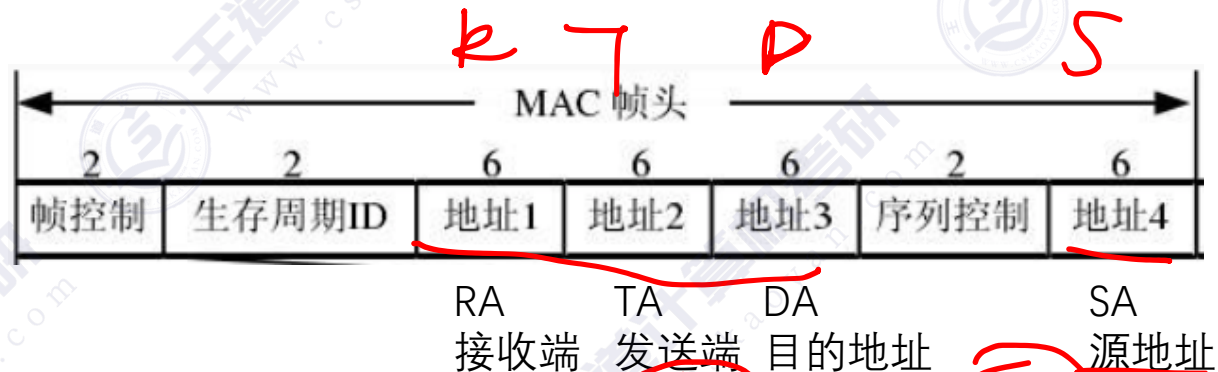 R T D S
MAC 帧头
2 2 6 6 6 2 6
帧控制 生存周期ID 地址1 地址2 地址3 序列控制 地址4
RA TA DA SA
接收端 发送端 目的地址 源地址